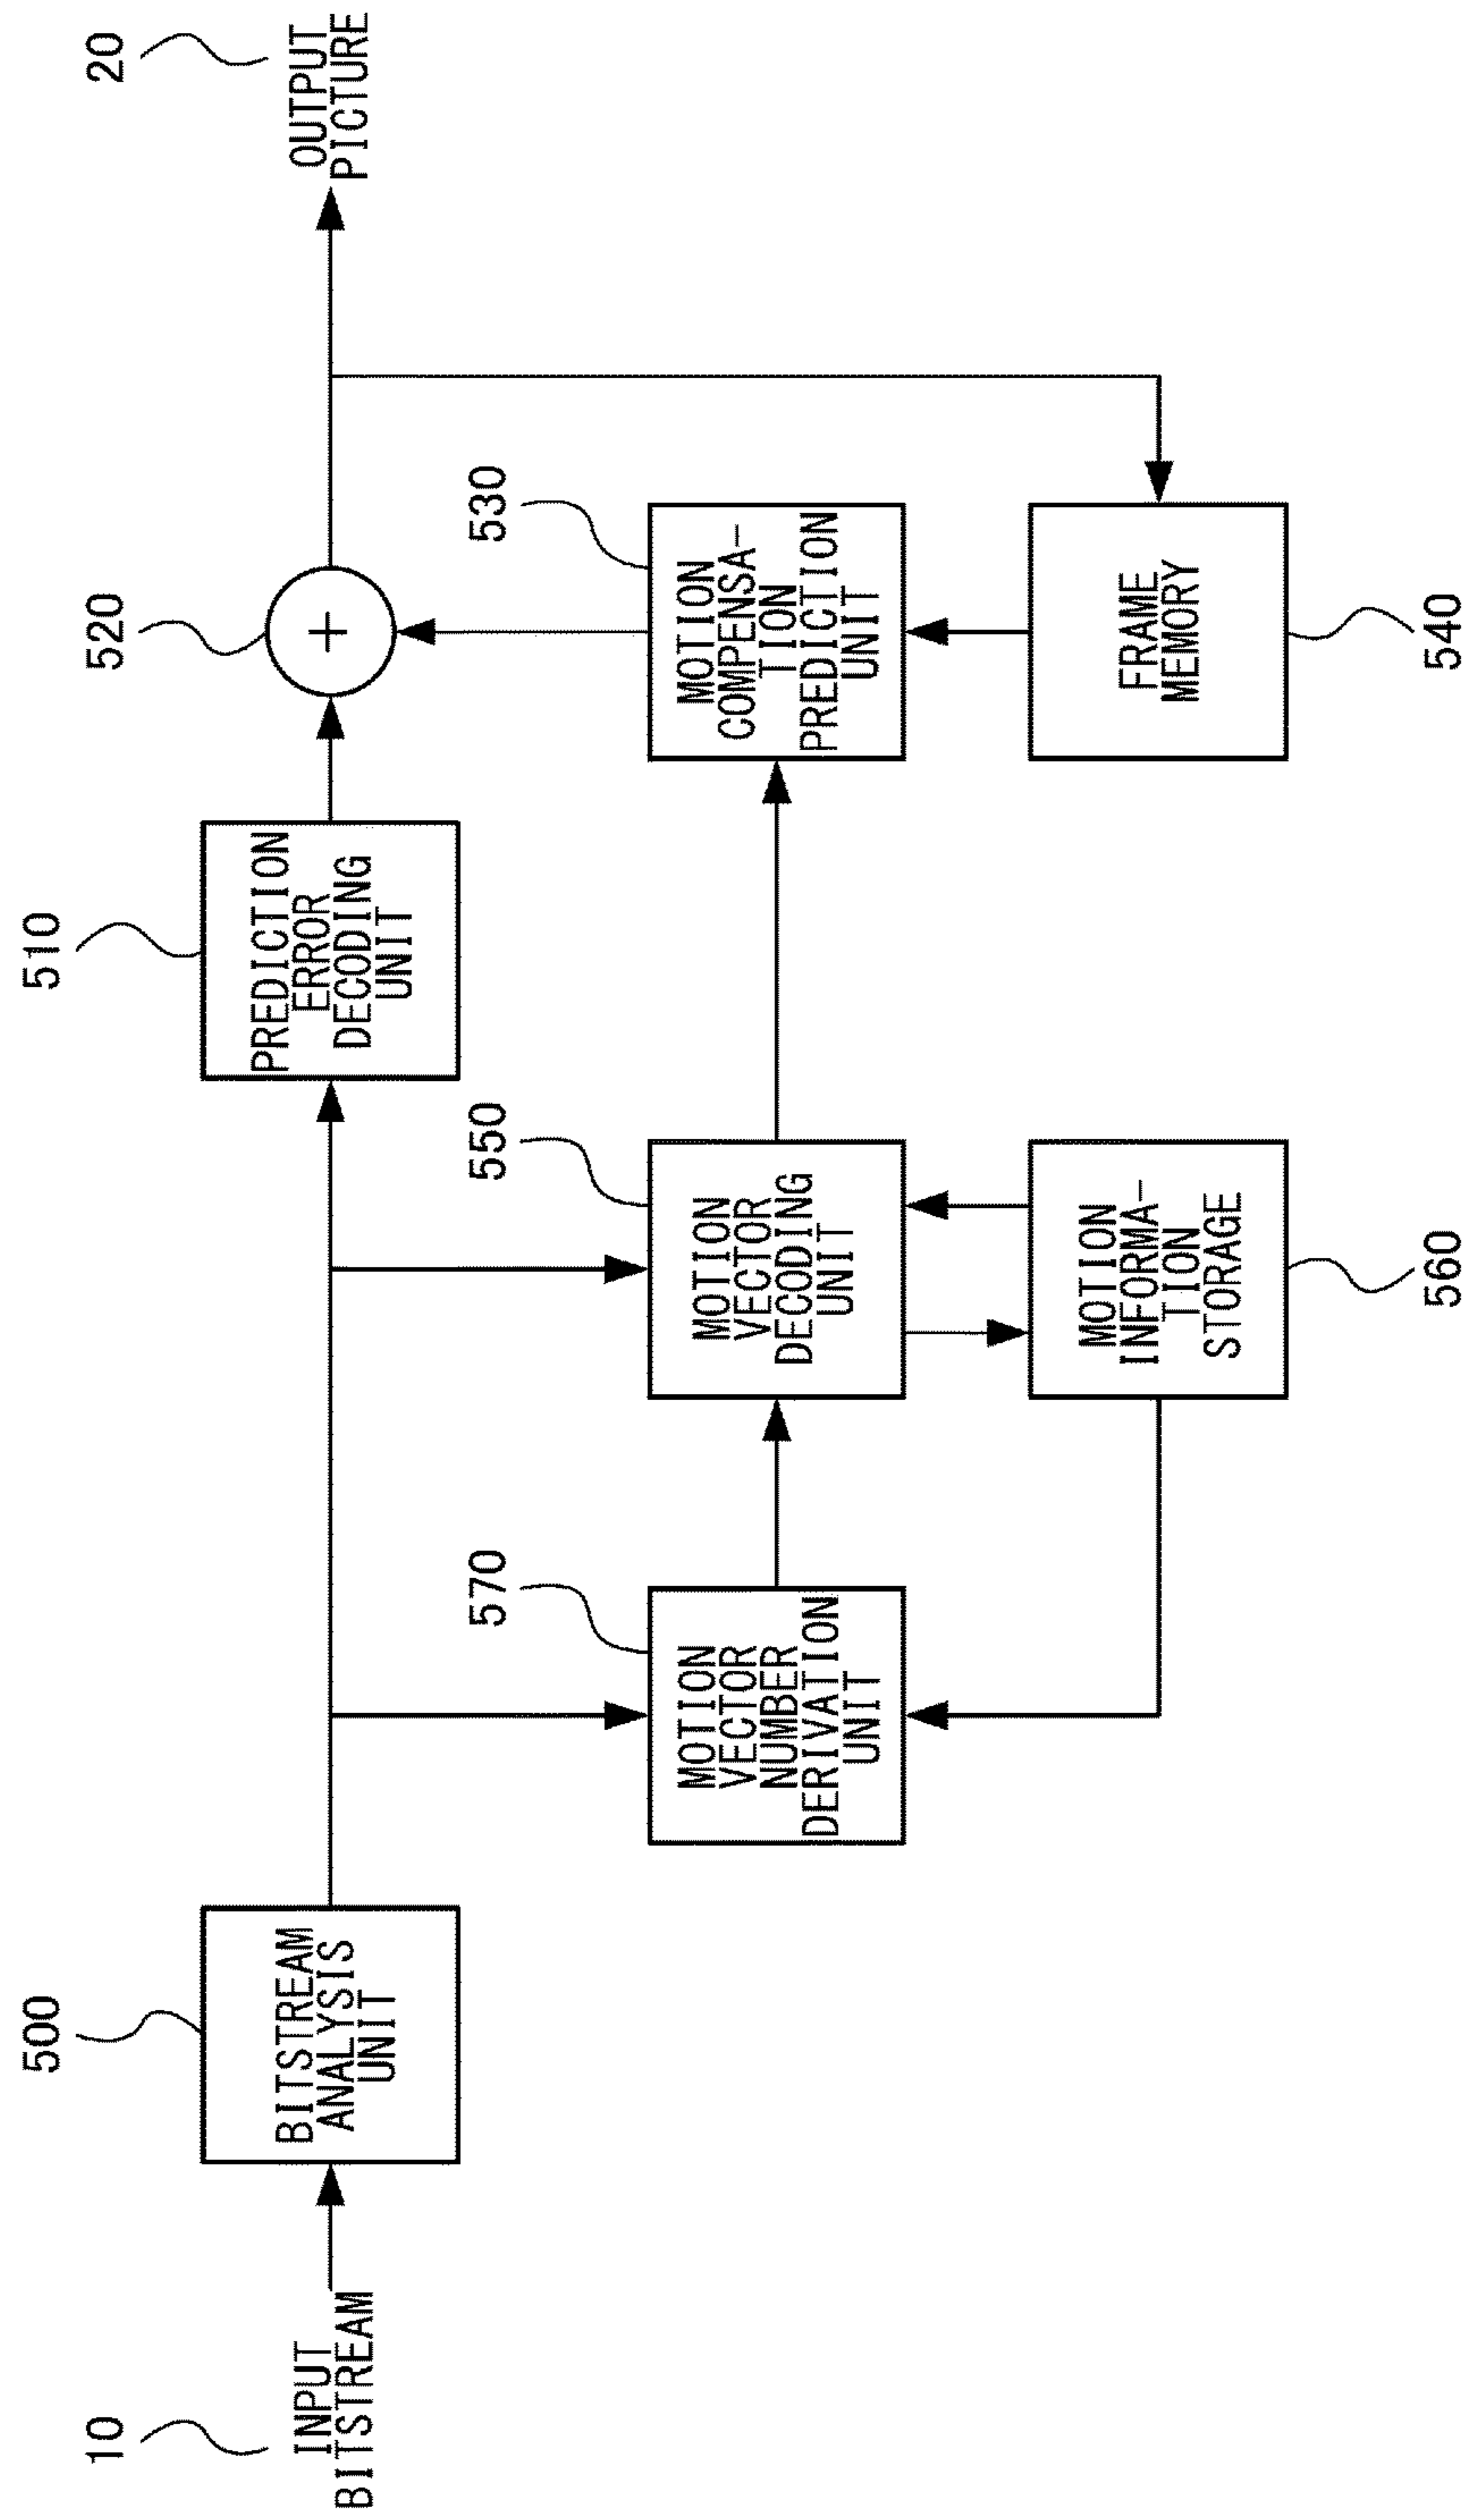 10
INPUT
BITSTREAM
500
BITSTREAM
ANALYSIS
UNIT
510
PREDICTION
ERROR
DECODING
UNIT
520
+
20
OUTPUT
PICTURE
570
MOTION
VECTOR
NUMBER
DERIVATION
UNIT
550
MOTION
VECTOR
DECODING
UNIT
530
MOTION
COMPENSA-
TION
PREDICTION
UNIT
MOTION
INFORMA-
TION
STORAGE
560
FRAME
MEMORY
540